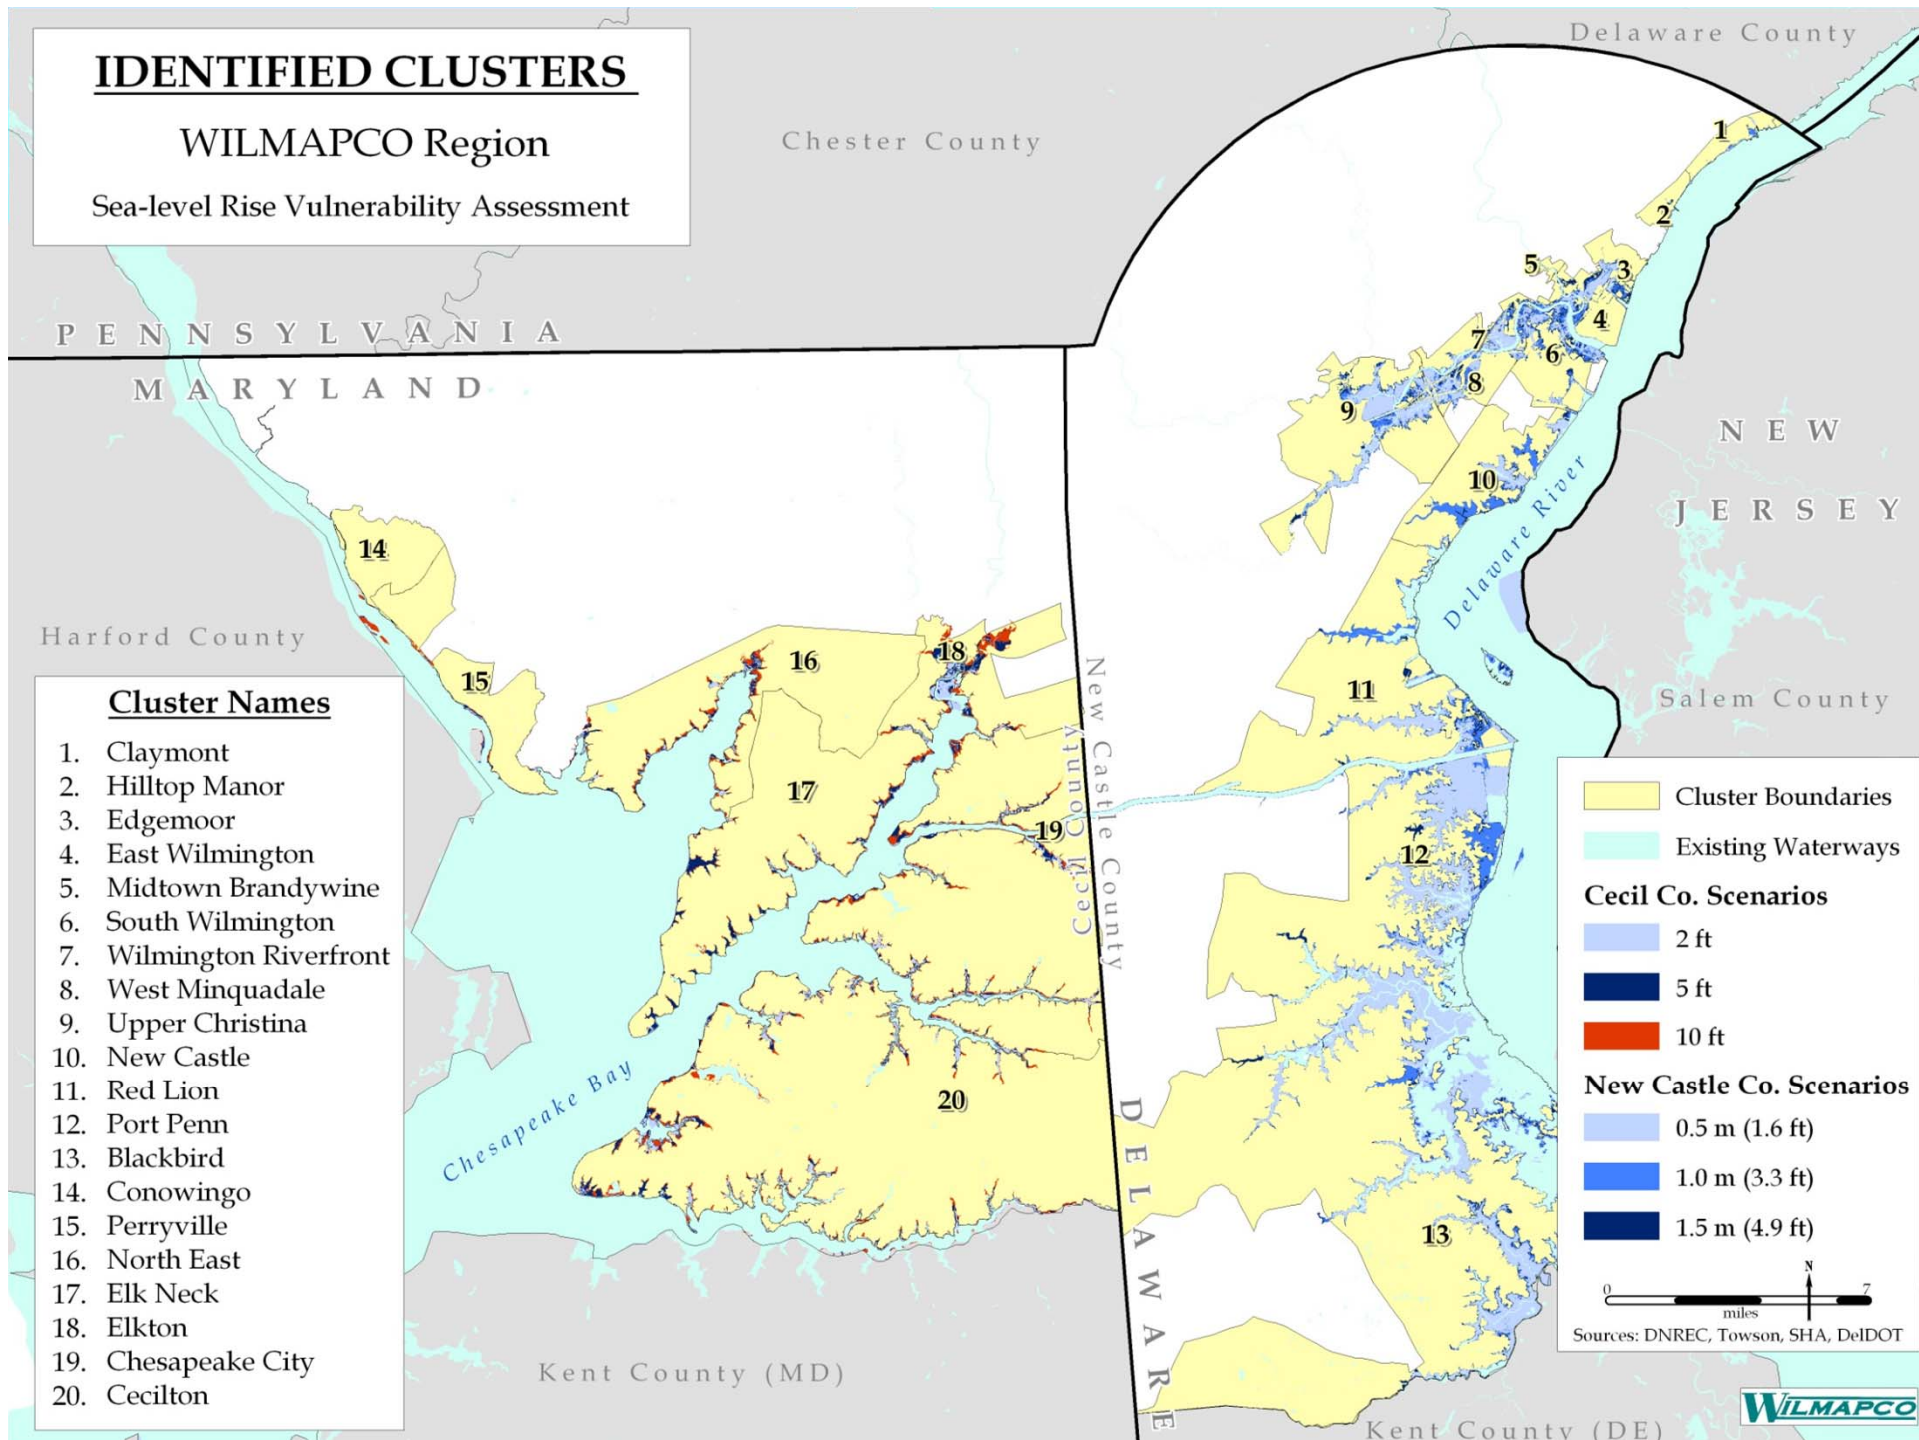 IDENTIFIED CLUSTERS
WILMAPCO Region
Sea-level Rise Vulnerability Assessment
Delaware County
Chester County
PENNSYLVANIA
MARYLAND
NEW
JERSEY
Harford County
Salem County
New Castle County
Cecil County
DELAWARE
Kent County (MD)
Kent County (DE)
Delaware River
Chesapeake Bay
1
2
3
4
5
6
7
8
9
10
11
12
13
14
15
16
17
18
19
20
Cluster Names
1. Claymont
2. Hilltop Manor
3. Edgemoor
4. East Wilmington
5. Midtown Brandywine
6. South Wilmington
7. Wilmington Riverfront
8. West Minquadale
9. Upper Christina
10. New Castle
11. Red Lion
12. Port Penn
13. Blackbird
14. Conowingo
15. Perryville
16. North East
17. Elk Neck
18. Elkton
19. Chesapeake City
20. Cecilton
Cluster Boundaries
Existing Waterways
Cecil Co. Scenarios
2 ft
5 ft
10 ft
New Castle Co. Scenarios
0.5 m (1.6 ft)
1.0 m (3.3 ft)
1.5 m (4.9 ft)
N
0 7
miles
Sources: DNREC, Towson, SHA, DelDOT
WILMAPCO